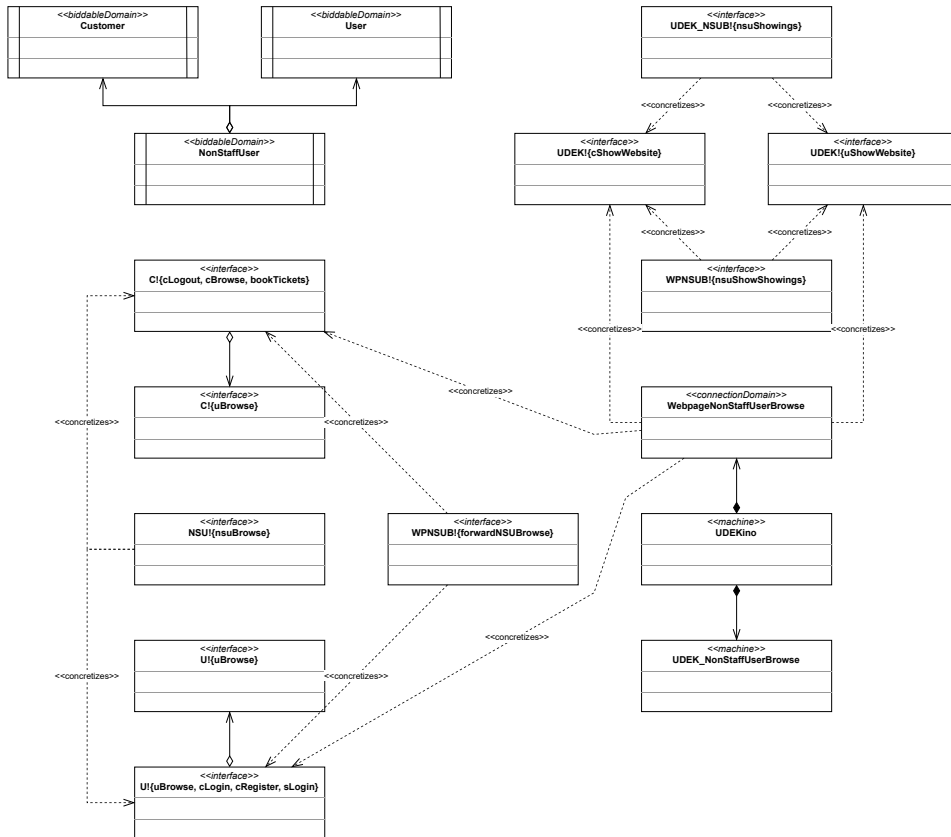 <<biddableDomain>>
Customer
<<biddableDomain>>
User
<<interface>>
UDEK_NSUB!{nsuShowings}
<<concretizes>>
<<concretizes>>
<<biddableDomain>>
NonStaffUser
<<interface>>
UDEK!{cShowWebsite}
<<interface>>
UDEK!{uShowWebsite}
<<concretizes>>
<<concretizes>>
<<interface>>
C!{cLogout, cBrowse, bookTickets}
<<interface>>
WPNSUB!{nsuShowShowings}
<<concretizes>>
<<concretizes>>
<<interface>>
C!{uBrowse}
<<concretizes>>
<<connectionDomain>>
WebpageNonStaffUserBrowse
<<concretizes>>
<<concretizes>>
<<interface>>
NSU!{nsuBrowse}
<<interface>>
WPNSUB!{forwardNSUBrowse}
<<machine>>
UDEKino
<<concretizes>>
<<interface>>
U!{uBrowse}
<<machine>>
UDEK_NonStaffUserBrowse
<<concretizes>>
<<concretizes>>
<<interface>>
U!{uBrowse, cLogin, cRegister, sLogin}